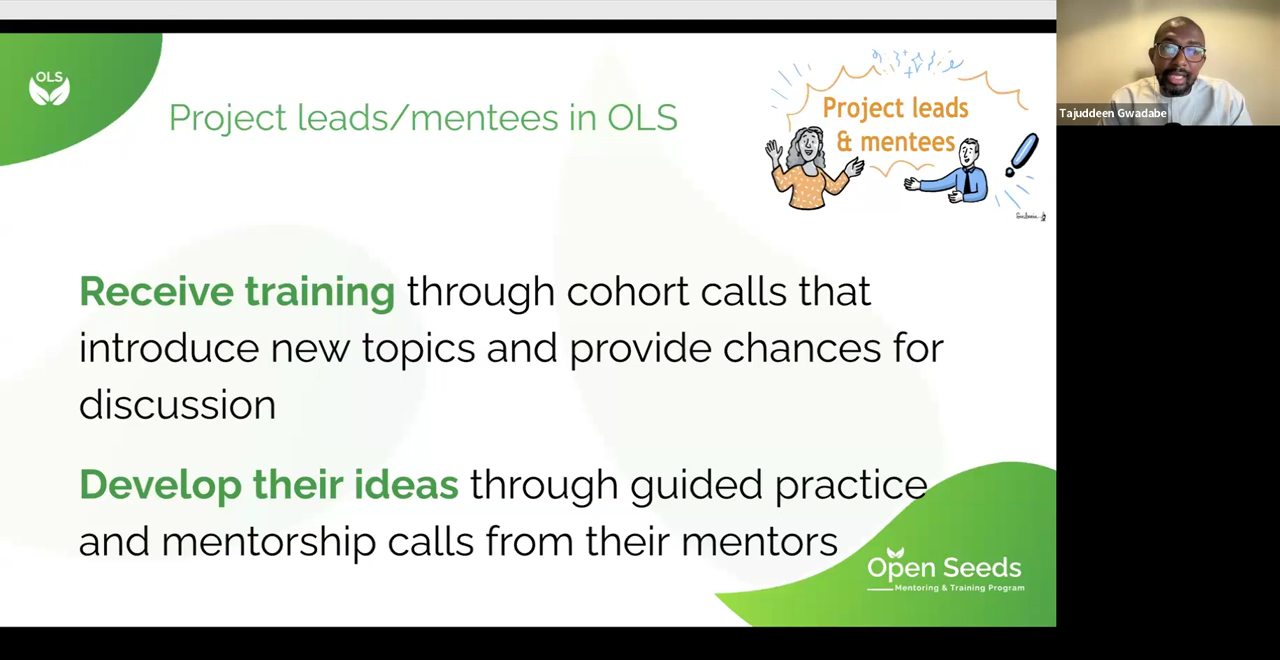 OLS
Project leads/mentees in OLS
Project leads
& mentees
Tajuddeen Gwadabe
Receive training through cohort calls that
introduce new topics and provide chances for
discussion
Develop their ideas through guided practice
and mentorship calls from their mentors
Open Seeds
Mentoring & Training Program